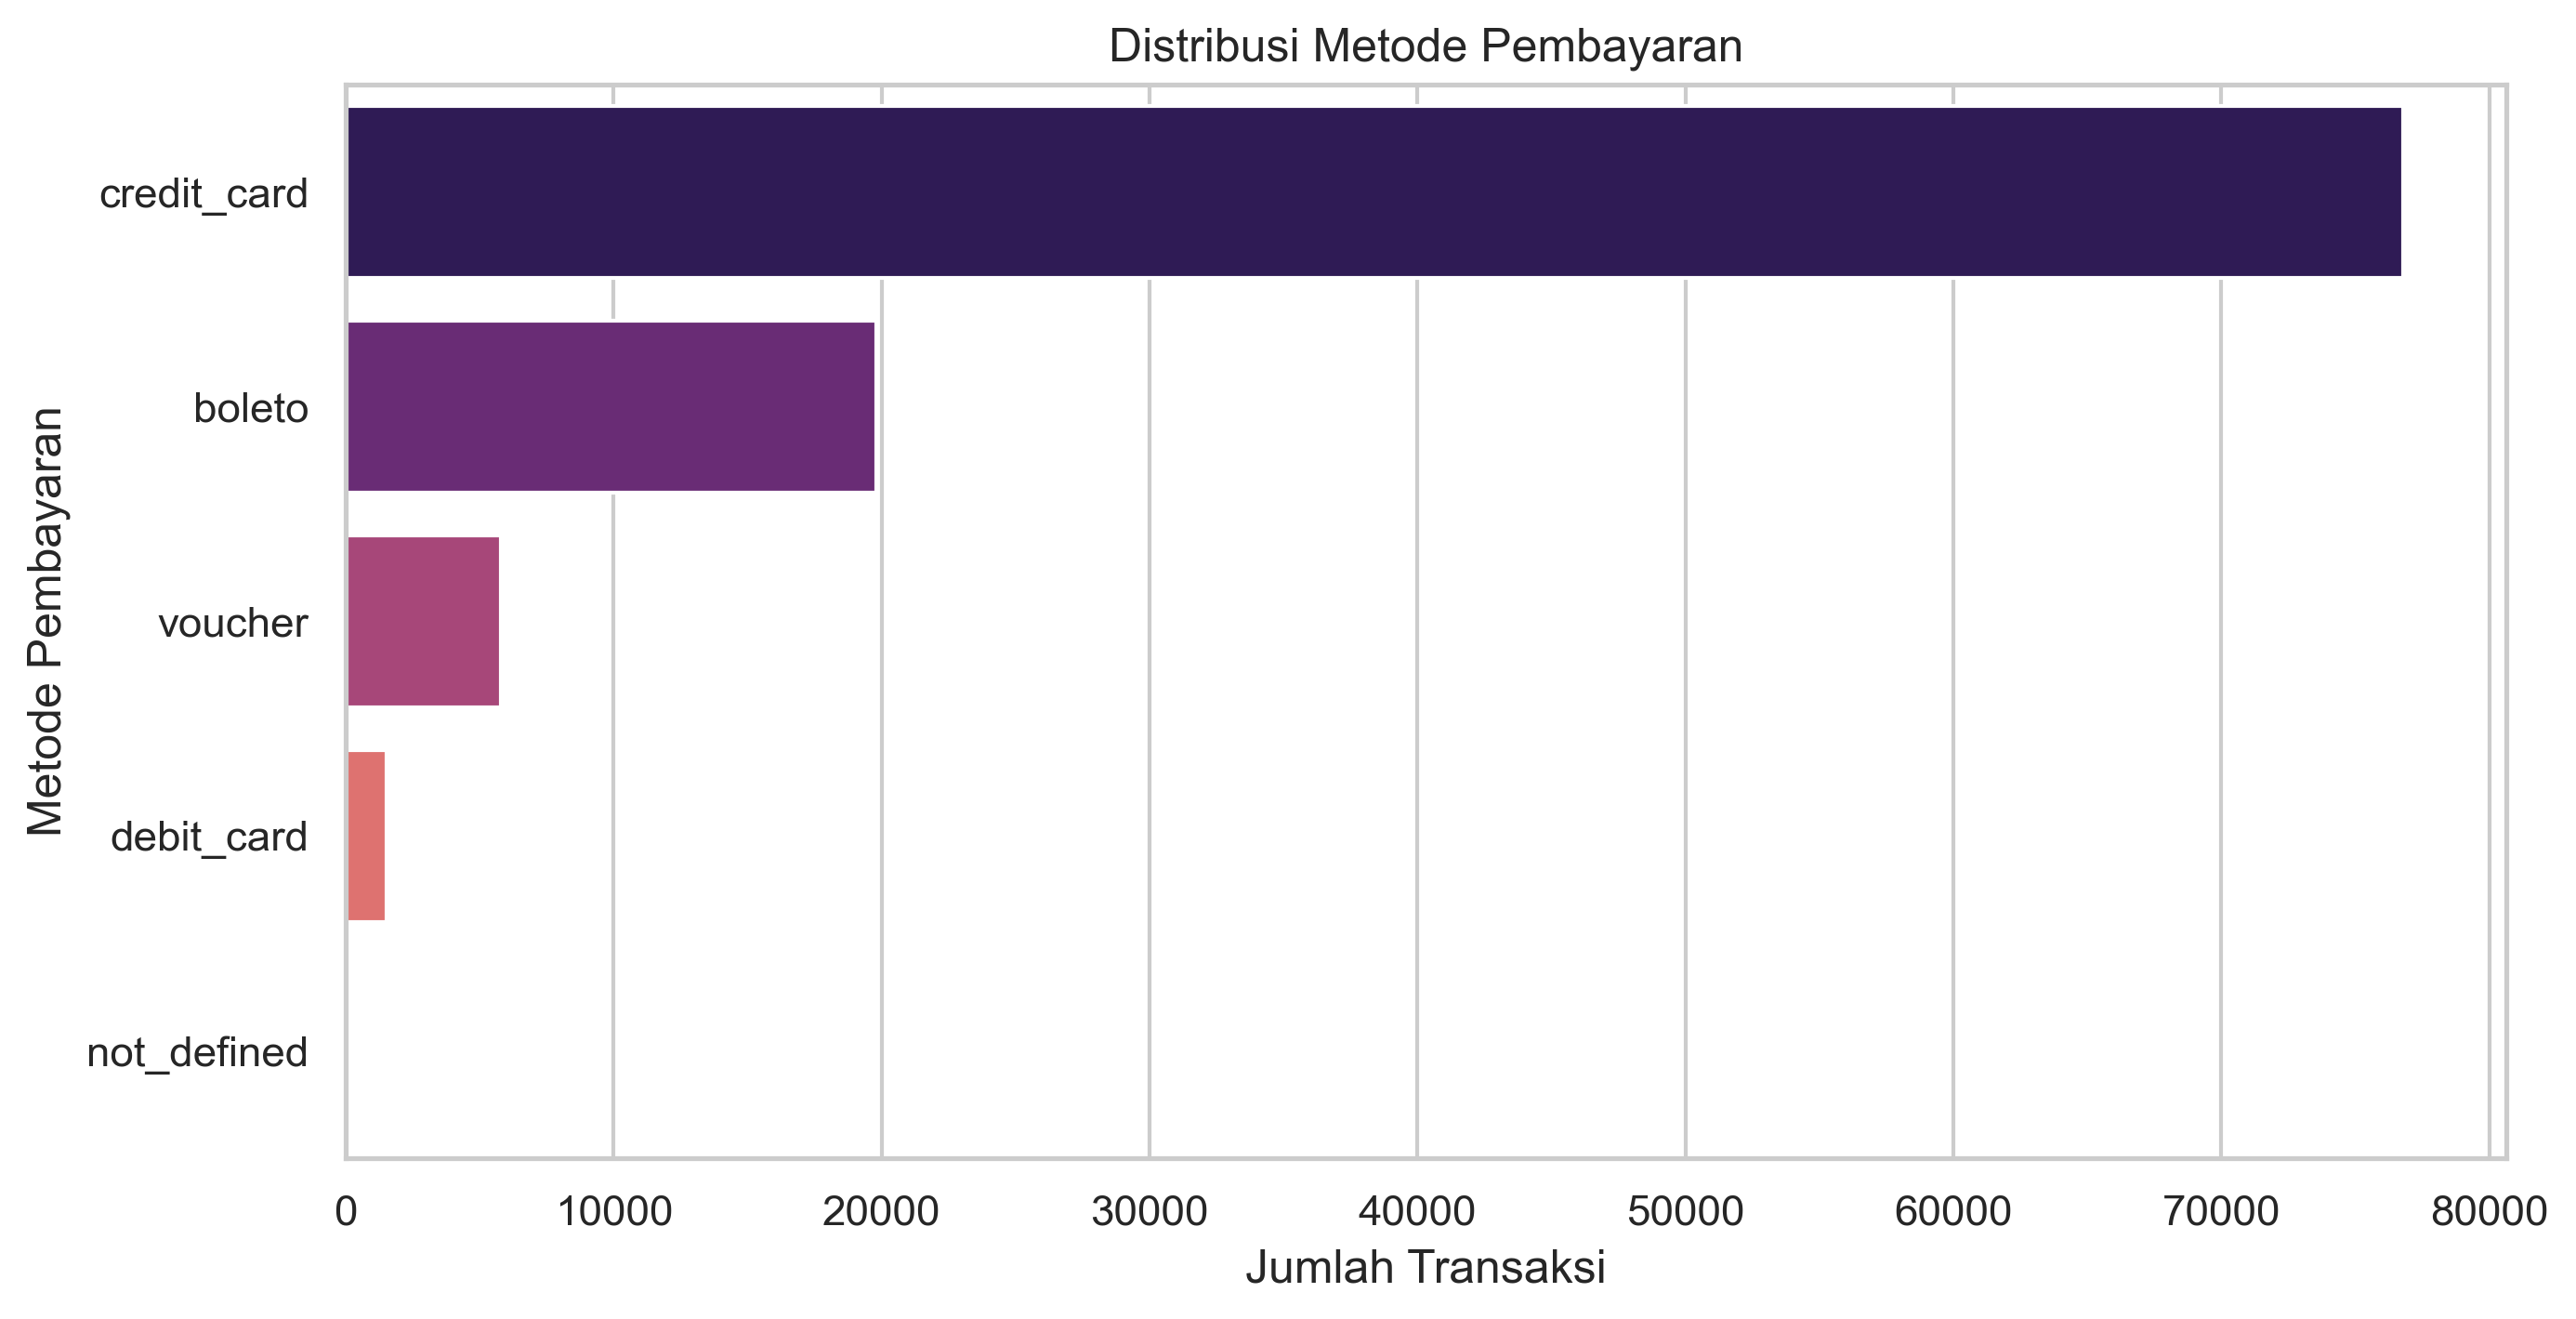 Distribusi Metode Pembayaran
Metode Pembayaran
credit_card
boleto
voucher
debit_card
not_defined
0 10000 20000 30000 40000 50000 60000 70000 80000
Jumlah Transaksi